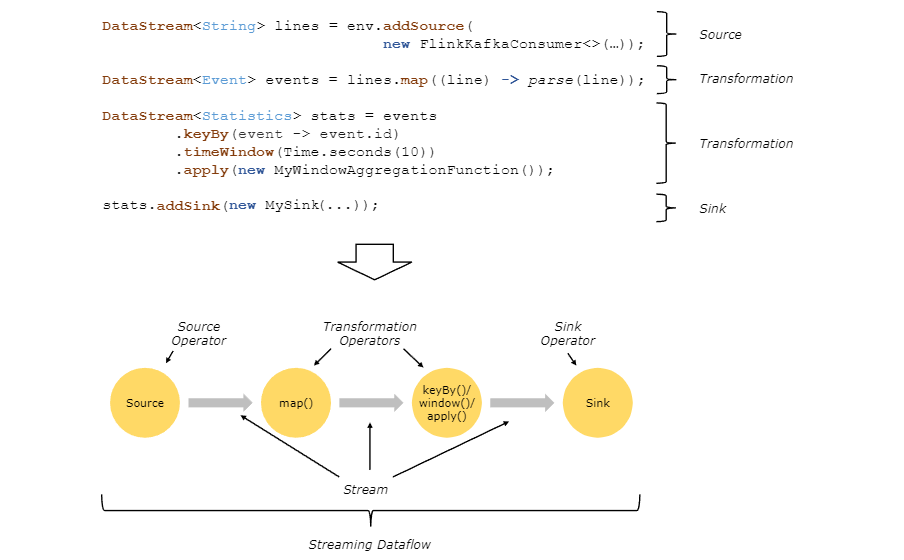 DataStream<String> lines = env.addSource(
new FlinkKafkaConsumer<>(…));
Source
DataStream<Event> events = lines.map((line) -> parse(line));
Transformation
DataStream<Statistics> stats = events
.keyBy(event -> event.id)
.timeWindow(Time.seconds(10))
.apply(new MyWindowAggregationFunction());
Transformation
stats.addSink(new MySink(...));
Sink
Source
Operator
Transformation
Operators
Sink
Operator
Source
map()
keyBy()/
window()/
apply()
Sink
Stream
Streaming Dataflow